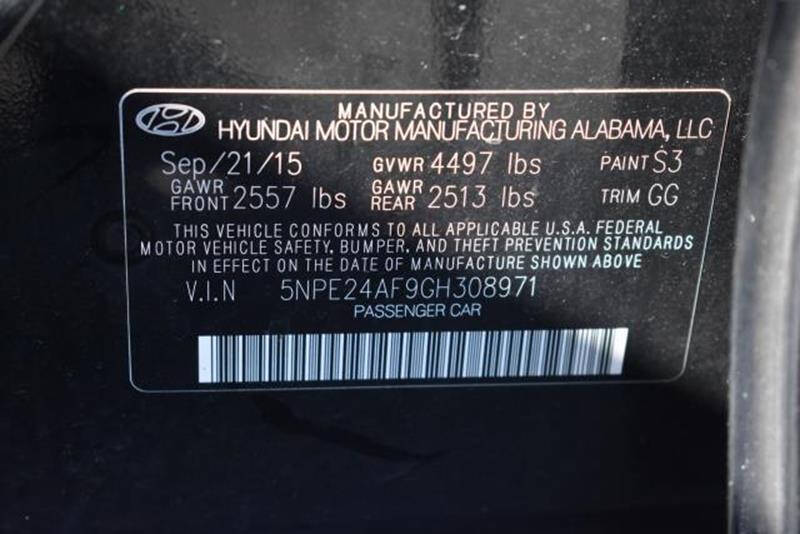 MANUFACTURED BY
HYUNDAI MOTOR MANUFACTURING ALABAMA, LLC
Sep/21/15 GVWR 4497 lbs PAINT S3
GAWR FRONT 2557 lbs GAWR REAR 2513 lbs TRIM GG
THIS VEHICLE CONFORMS TO ALL APPLICABLE U.S.A. FEDERAL
MOTOR VEHICLE SAFETY, BUMPER, AND THEFT PREVENTION STANDARDS
IN EFFECT ON THE DATE OF MANUFACTURE SHOWN ABOVE
V.I.N 5NPE24AF9GH308971
PASSENGER CAR